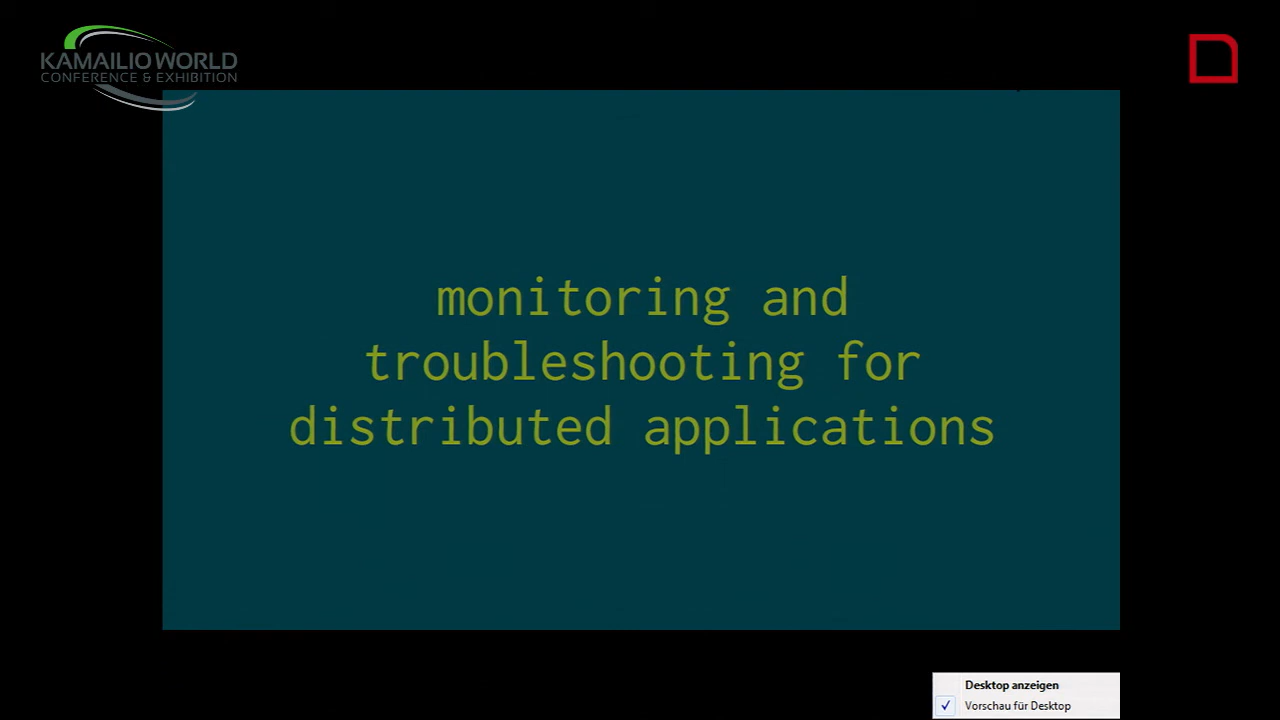 KAMAILIO WORLD
CONFERENCE & EXHIBITION
monitoring and
troubleshooting for
distributed applications
Desktop anzeigen
Vorschau für Desktop